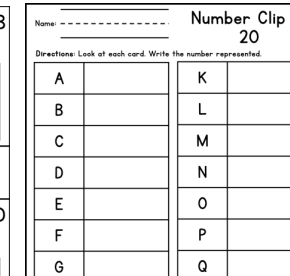 Name:
Number Clip
20
Directions: Look at each card. Write the number represented.
A
K
B
L
C
M
D
N
E
O
F
P
G
Q